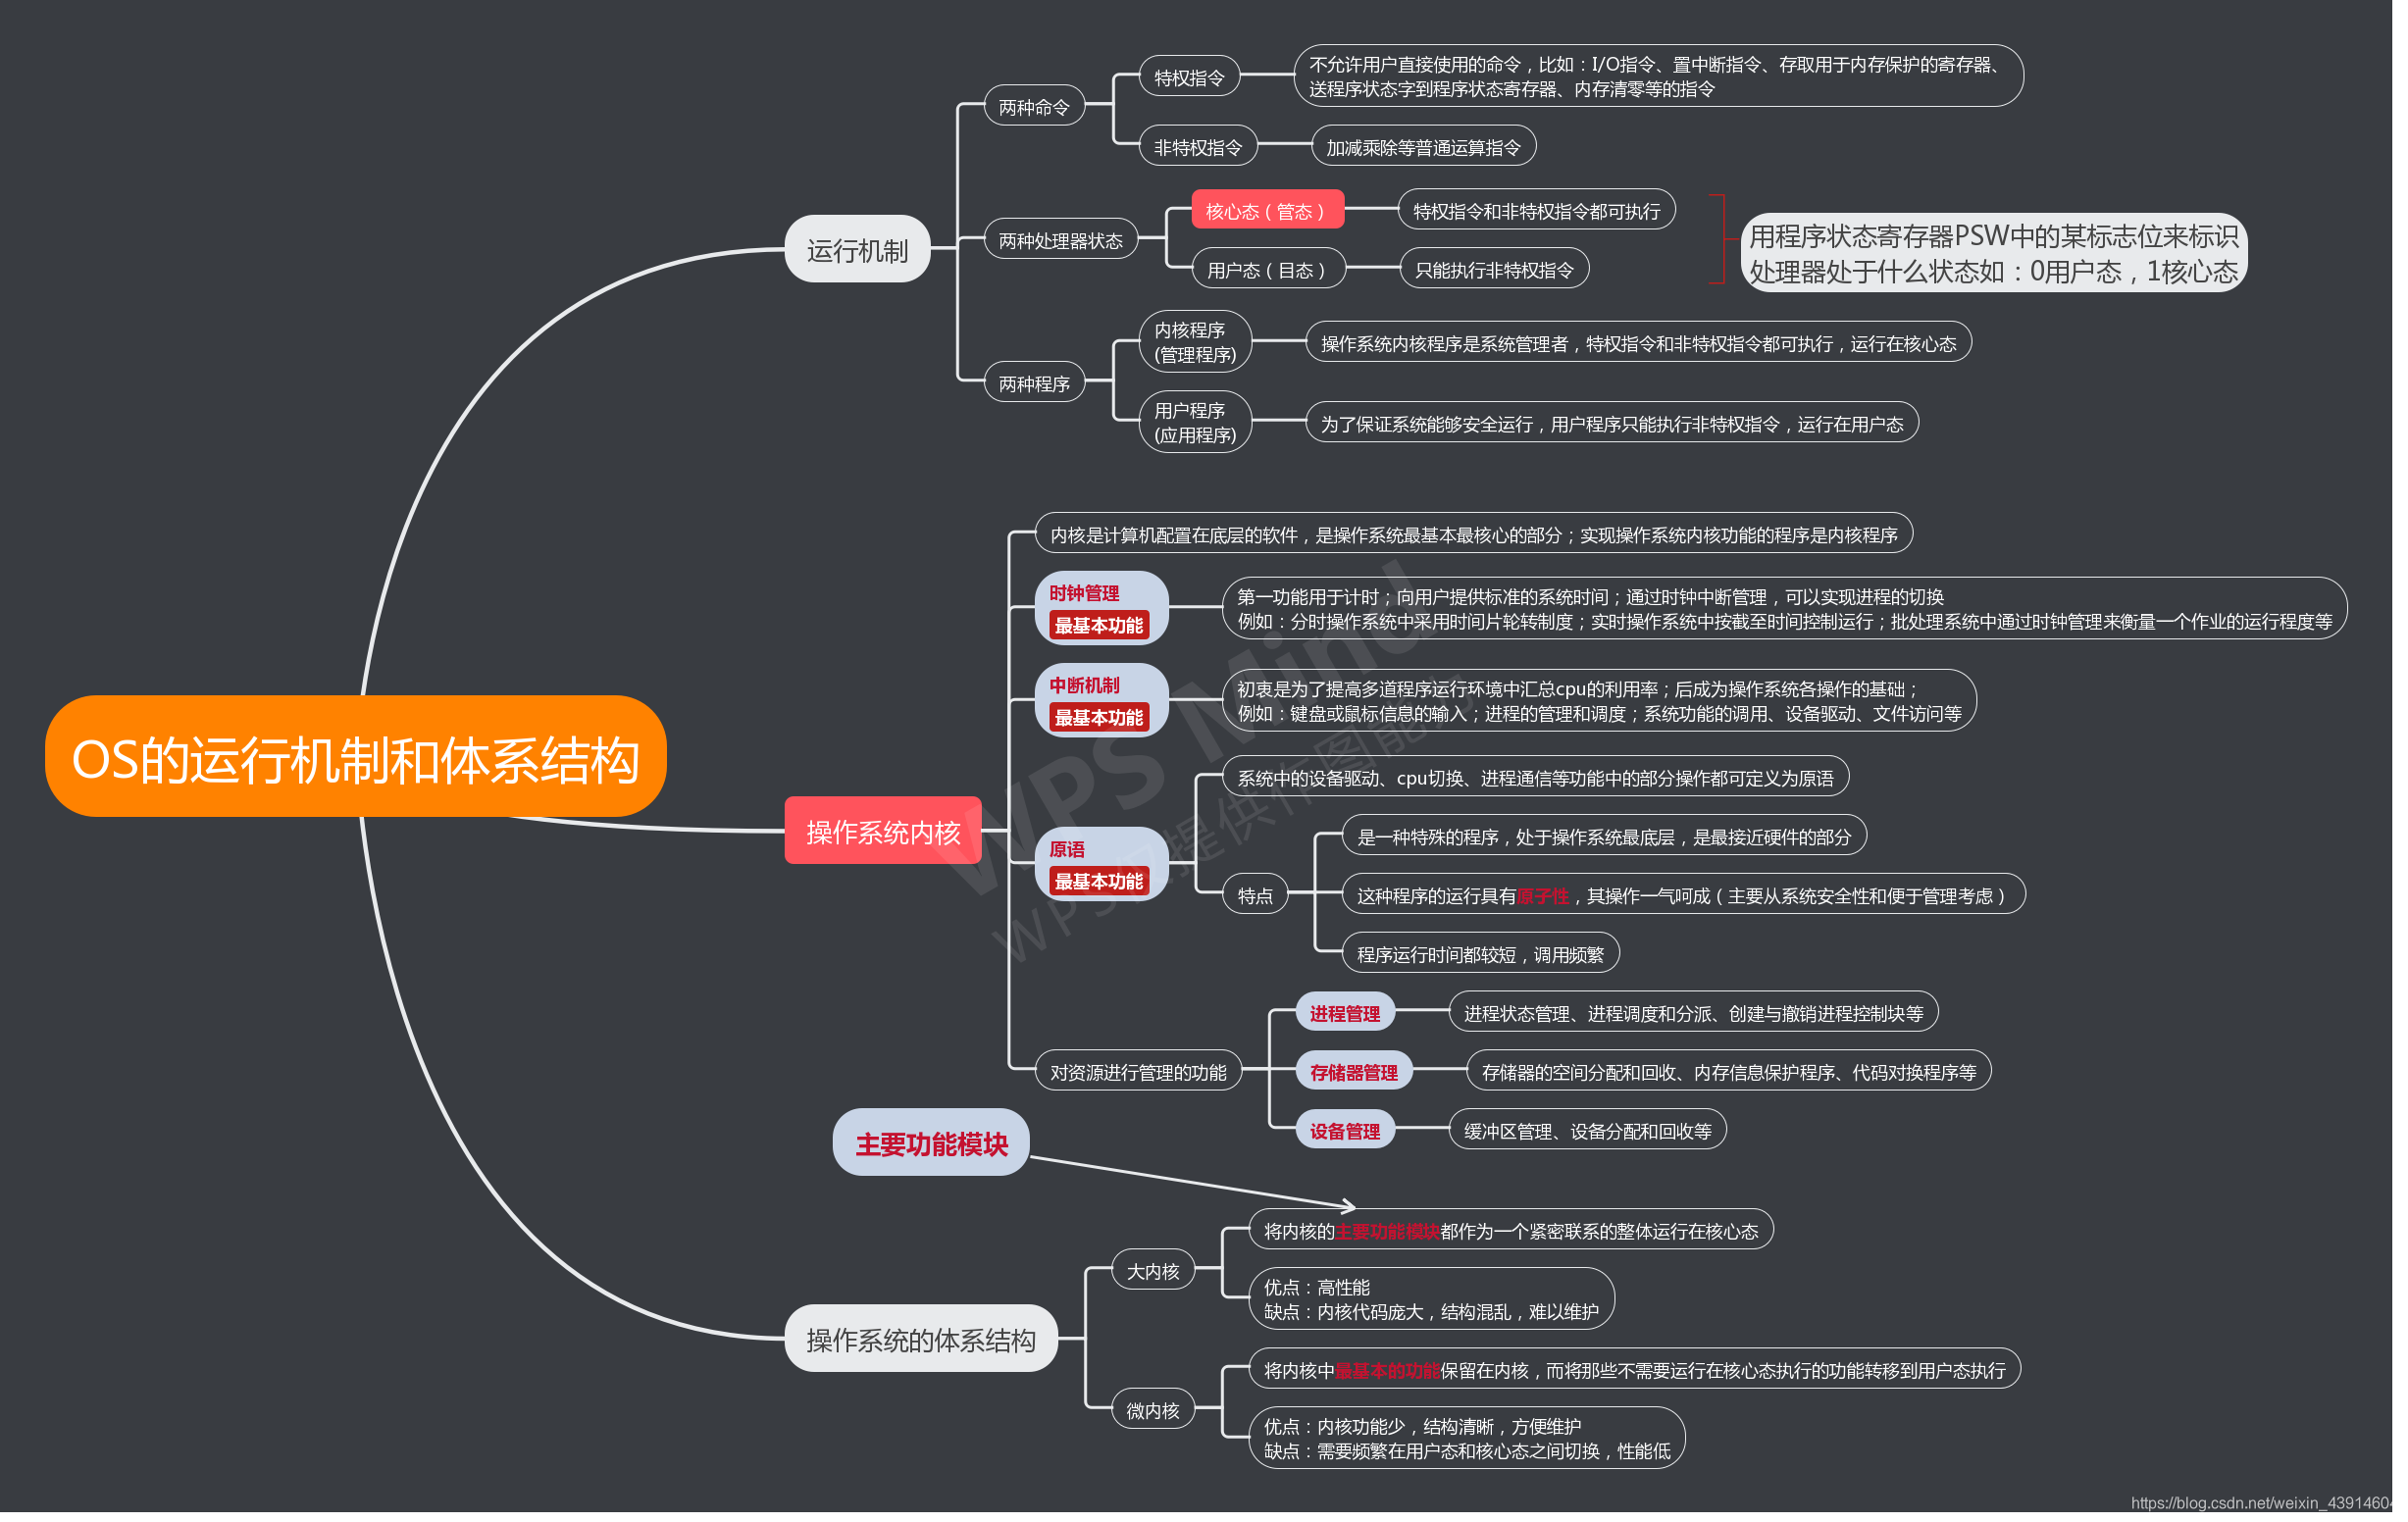 OS的运行机制和体系结构
运行机制
两种命令
特权指令
不允许用户直接使用的命令，比如：I/O指令、置中断指令、存取用于内存保护的寄存器、
送程序状态字到程序状态寄存器、内存清零等的指令
非特权指令
加减乘除等普通运算指令
两种处理器状态
核心态（管态）
特权指令和非特权指令都可执行
用户态（目态）
只能执行非特权指令
用程序状态寄存器PSW中的某标志位来标识
处理器处于什么状态如：0用户态，1核心态
两种程序
内核程序
(管理程序)
操作系统内核程序是系统管理者，特权指令和非特权指令都可执行，运行在核心态
用户程序
(应用程序)
为了保证系统能够安全运行，用户程序只能执行非特权指令，运行在用户态
操作系统内核
内核是计算机配置在底层的软件，是操作系统最基本最核心的部分；实现操作系统内核功能的程序是内核程序
时钟管理
最基本功能
第一功能用于计时；向用户提供标准的系统时间；通过时钟中断管理，可以实现进程的切换
例如：分时操作系统中采用时间片轮转制度；实时操作系统中按截至时间控制运行；批处理系统中通过时钟管理来衡量一个作业的运行程度等
中断机制
最基本功能
初衷是为了提高多道程序运行环境中汇总cpu的利用率；后成为操作系统各操作的基础；
例如：键盘或鼠标信息的输入；进程的管理和调度；系统功能的调用、设备驱动、文件访问等
原语
最基本功能
系统中的设备驱动、cpu切换、进程通信等功能中的部分操作都可定义为原语
特点
是一种特殊的程序，处于操作系统最底层，是最接近硬件的部分
这种程序的运行具有原子性，其操作一气呵成（主要从系统安全性和便于管理考虑）
程序运行时间都较短，调用频繁
对资源进行管理的功能
进程管理
进程状态管理、进程调度和分派、创建与撤销进程控制块等
存储器管理
存储器的空间分配和回收、内存信息保护程序、代码对换程序等
设备管理
缓冲区管理、设备分配和回收等
主要功能模块
操作系统的体系结构
大内核
将内核的主要功能模块都作为一个紧密联系的整体运行在核心态
优点：高性能
缺点：内核代码庞大，结构混乱，难以维护
微内核
将内核中最基本的功能保留在内核，而将那些不需要运行在核心态执行的功能转移到用户态执行
优点：内核功能少，结构清晰，方便维护
缺点：需要频繁在用户态和核心态之间切换，性能低
WPS Mind
WPS仅提供作图能力
https://blog.csdn.net/weixin_4391460